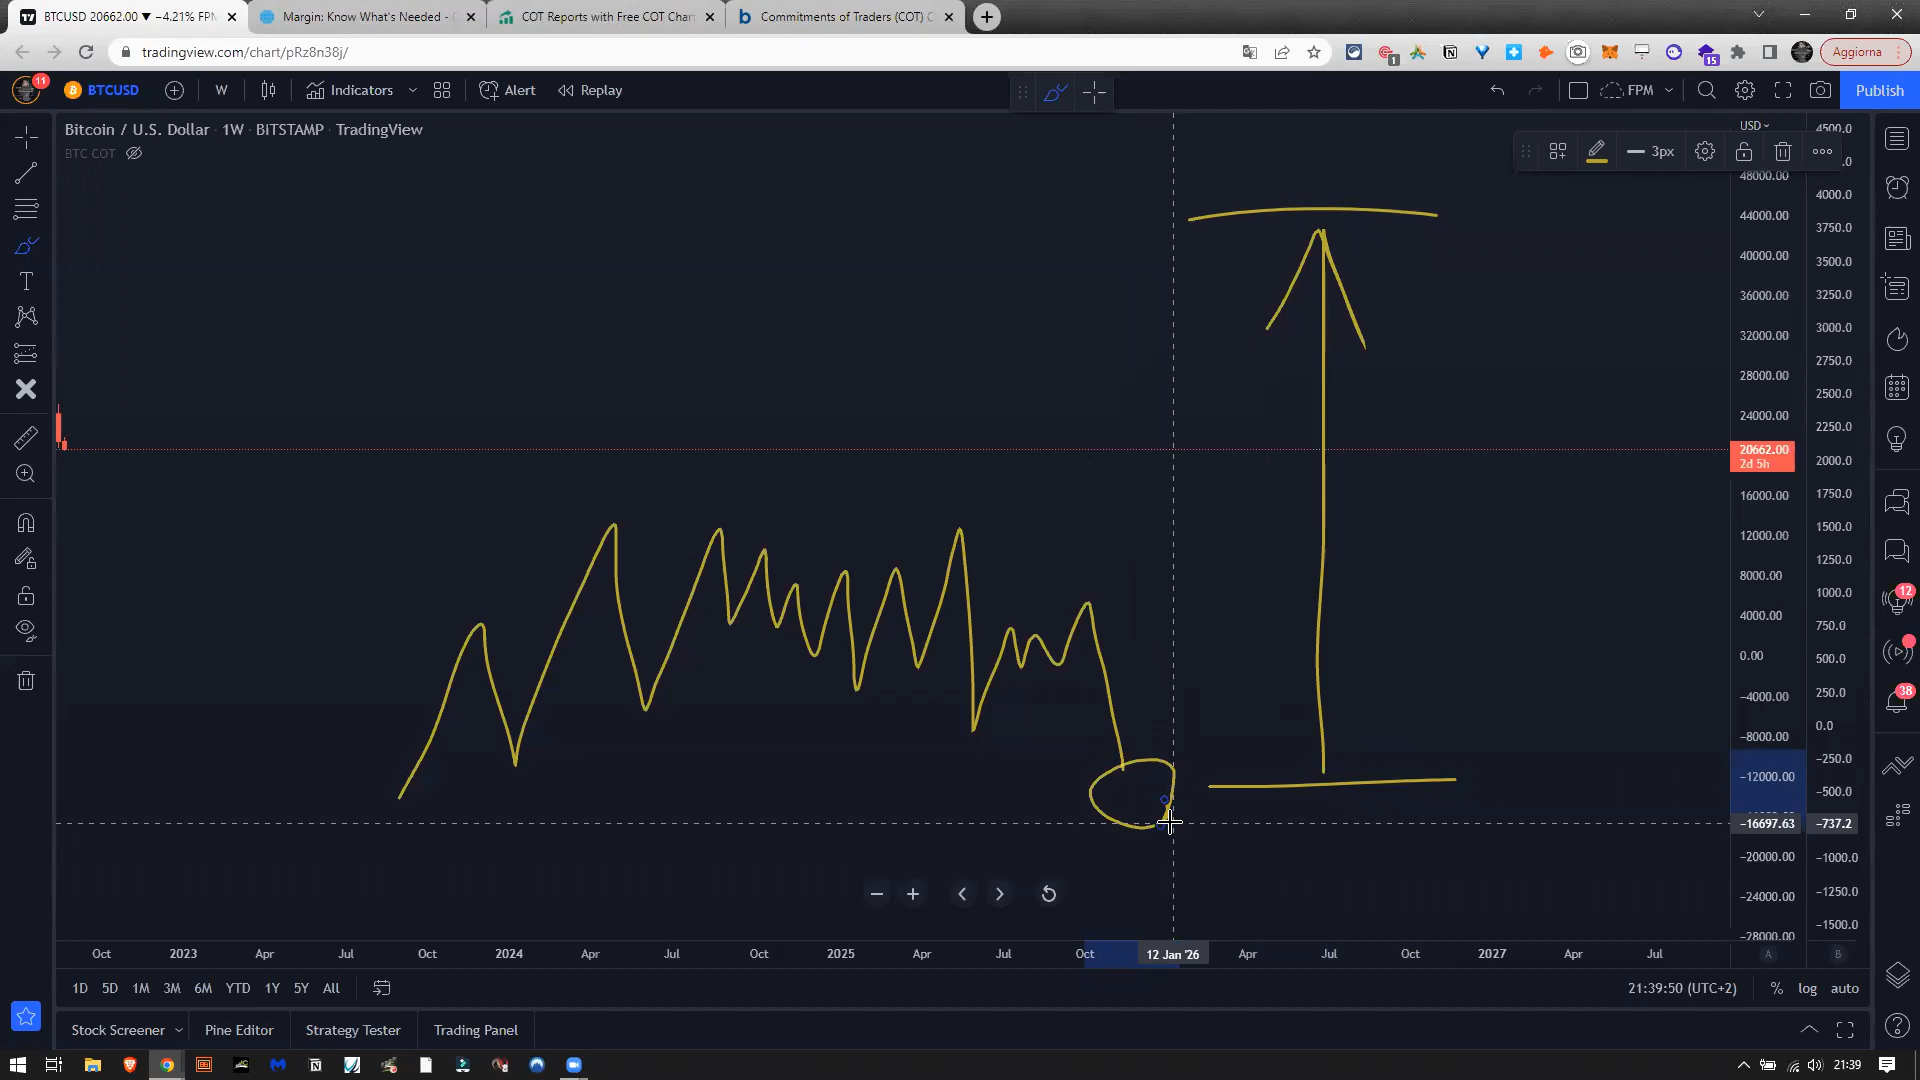 BTCUSD 20662.00 ▼ −4.21% FPM
Margin: Know What's Needed -
COT Reports with Free COT Char
Commitments of Traders (COT) C
tradingview.com/chart/pRz8n38j/
1
15
Aggiorna
11
BTCUSD
W
Indicators
Alert
Replay
FPM
Publish
Bitcoin / U.S. Dollar · 1W · BITSTAMP · TradingView
BTC COT
3px
USD
48000.00
44000.00
40000.00
36000.00
32000.00
28000.00
24000.00
20662.00
2d 5h
16000.00
12000.00
8000.00
4000.00
0.00
−4000.00
−8000.00
−12000.00
−16697.63
−20000.00
−24000.00
−28000.00
4500.0
4000.0
3750.0
3500.0
3250.0
3000.0
2750.0
2500.0
2250.0
2000.0
1750.0
1500.0
1250.0
1000.0
750.0
500.0
250.0
0.0
−250.0
−500.0
−737.2
−1000.0
−1250.0
−1500.0
12
38
Oct 2023 Apr Jul Oct 2024 Apr Jul Oct 2025 Apr Jul Oct 12 Jan '26 Apr Jul Oct 2027 Apr Jul
A B
1D 5D 1M 3M 6M YTD 1Y 5Y All
21:39:50 (UTC+2) % log auto
Stock Screener Pine Editor Strategy Tester Trading Panel
21:39